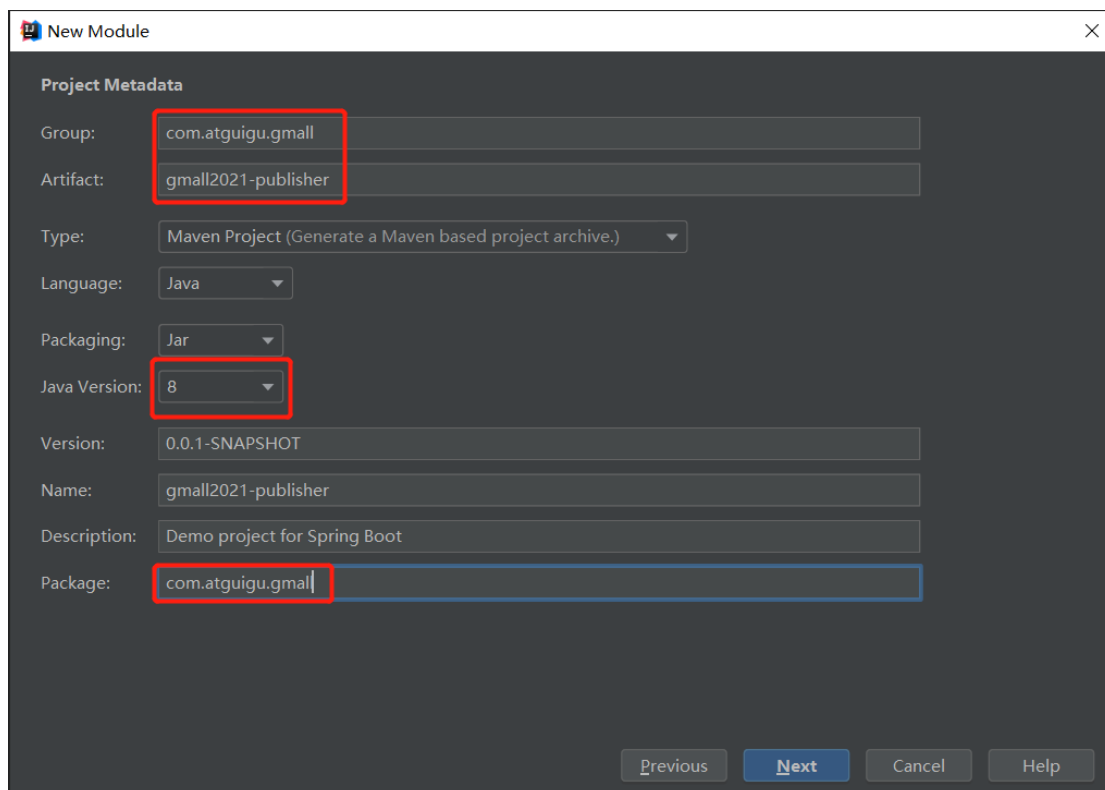 New Module
Project Metadata
Group: com.atguigu.gmall
Artifact: gmall2021-publisher
Type: Maven Project (Generate a Maven based project archive.)
Language: Java
Packaging: Jar
Java Version: 8
Version: 0.0.1-SNAPSHOT
Name: gmall2021-publisher
Description: Demo project for Spring Boot
Package: com.atguigu.gmall
Previous Next Cancel Help